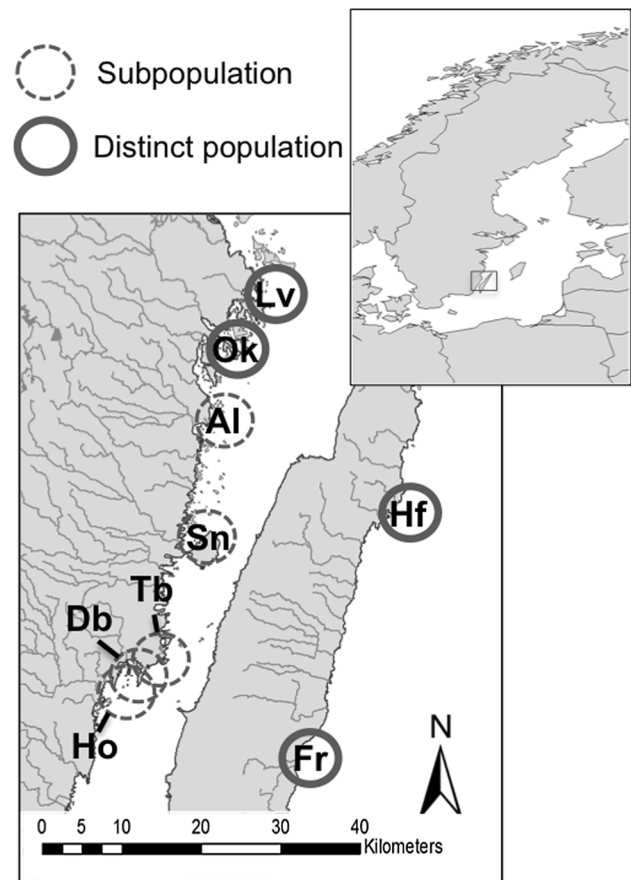 Subpopulation
Distinct population
Lv
Ok
Al
Hf
Sn
Tb
Db
Ho
Fr
N
0 5 10 20 30 40
Kilometers